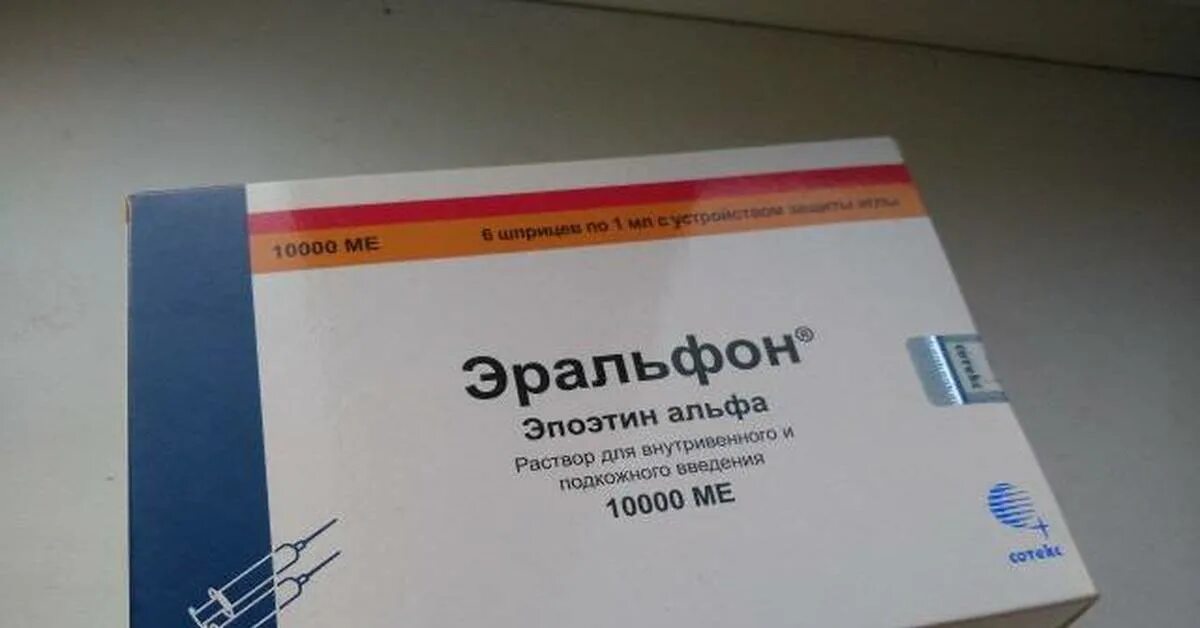 10000 МЕ
6 шприцев по 1 мл с устройством защиты иглы
Эральфон®
Эпоэтин альфа
Раствор для внутривенного и
подкожного введения
10000 МЕ
сотекс
сотекс